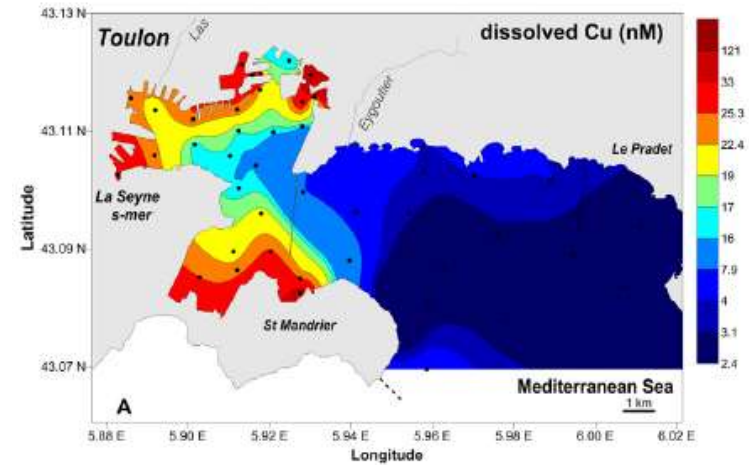 43.13 N
43.11 N
43.09 N
43.07 N
Latitude
Toulon
Las
dissolved Cu (nM)
Eygoutier
Le Pradet
La Seyne
s-mer
St Mandrier
Mediterranean Sea
1 km
A
5.88 E 5.90 E 5.92 E 5.94 E 5.96 E 5.98 E 6.00 E 6.02 E
Longitude
121
33
25.3
22.4
19
17
16
7.9
4
3.1
2.4